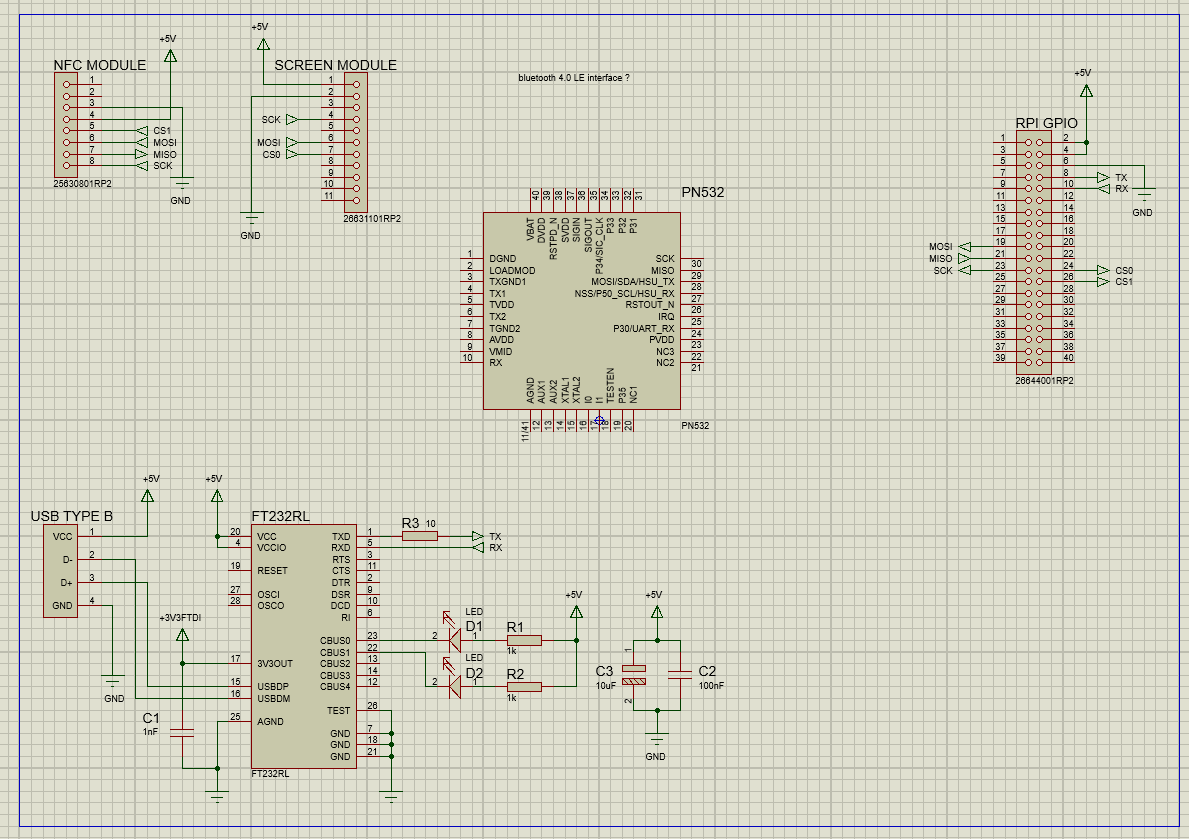 +5V
NFC MODULE
1
2
3
4
5
6
7
8
CS1
MOSI
MISO
SCK
25630801RP2
GND
+5V
SCREEN MODULE
1
2
3
4
5
6
7
8
9
10
11
SCK
MOSI
CS0
26631101RP2
GND
bluetooth 4.0 LE interface ?
+5V
RPI GPIO
1 2
3 4
5 6
7 8 TX
9 10 RX
11 12
13 14
15 16
17 18
MOSI 19 20
MISO 21 22
SCK 23 24 CS0
25 26 CS1
27 28
29 30
31 32
33 34
35 36
37 38
39 40
GND
26644001RP2
PN532
40 39 38 37 36 35 34 33 32 31
VBAT DVDD RSTPD_N SVDD SIGIN SIGOUT P34/SIC_CLK P33 P32 P31
1 DGND
2 LOADMOD
3 TXGND1
4 TX1
5 TVDD
6 TX2
7 TGND2
8 AVDD
9 VMID
10 RX
SCK 30
MISO 29
MOSI/SDA/HSU_TX 28
NSS/P50_SCL/HSU_RX 27
RSTOUT_N 26
IRQ 25
P30/UART_RX 24
PVDD 23
NC3 22
NC2 21
AGND AUX1 AUX2 XTAL1 XTAL2 I0 I1 TESTEN P35 NC1
11/41 12 13 14 15 16 17 18 19 20
PN532
+5V
USB TYPE B
VCC 1
D- 2
D+ 3
GND 4
GND
+5V
FT232RL
20 VCC
4 VCCIO
19 RESET
27 OSCI
28 OSCO
+3V3FTDI
17 3V3OUT
15 USBDP
16 USBDM
25 AGND
C1
1nF
TXD 1
RXD 5
RTS 3
CTS 11
DTR 2
DSR 9
DCD 10
RI 6
CBUS0 23
CBUS1 22
CBUS2 13
CBUS3 14
CBUS4 12
TEST 26
GND 7
GND 18
GND 21
FT232RL
R3 10
TX
RX
LED
D1
2 1
R1
1k
LED
D2
2 1
R2
1k
+5V
+5V
C3
10uF
1
2
C2
100nF
GND